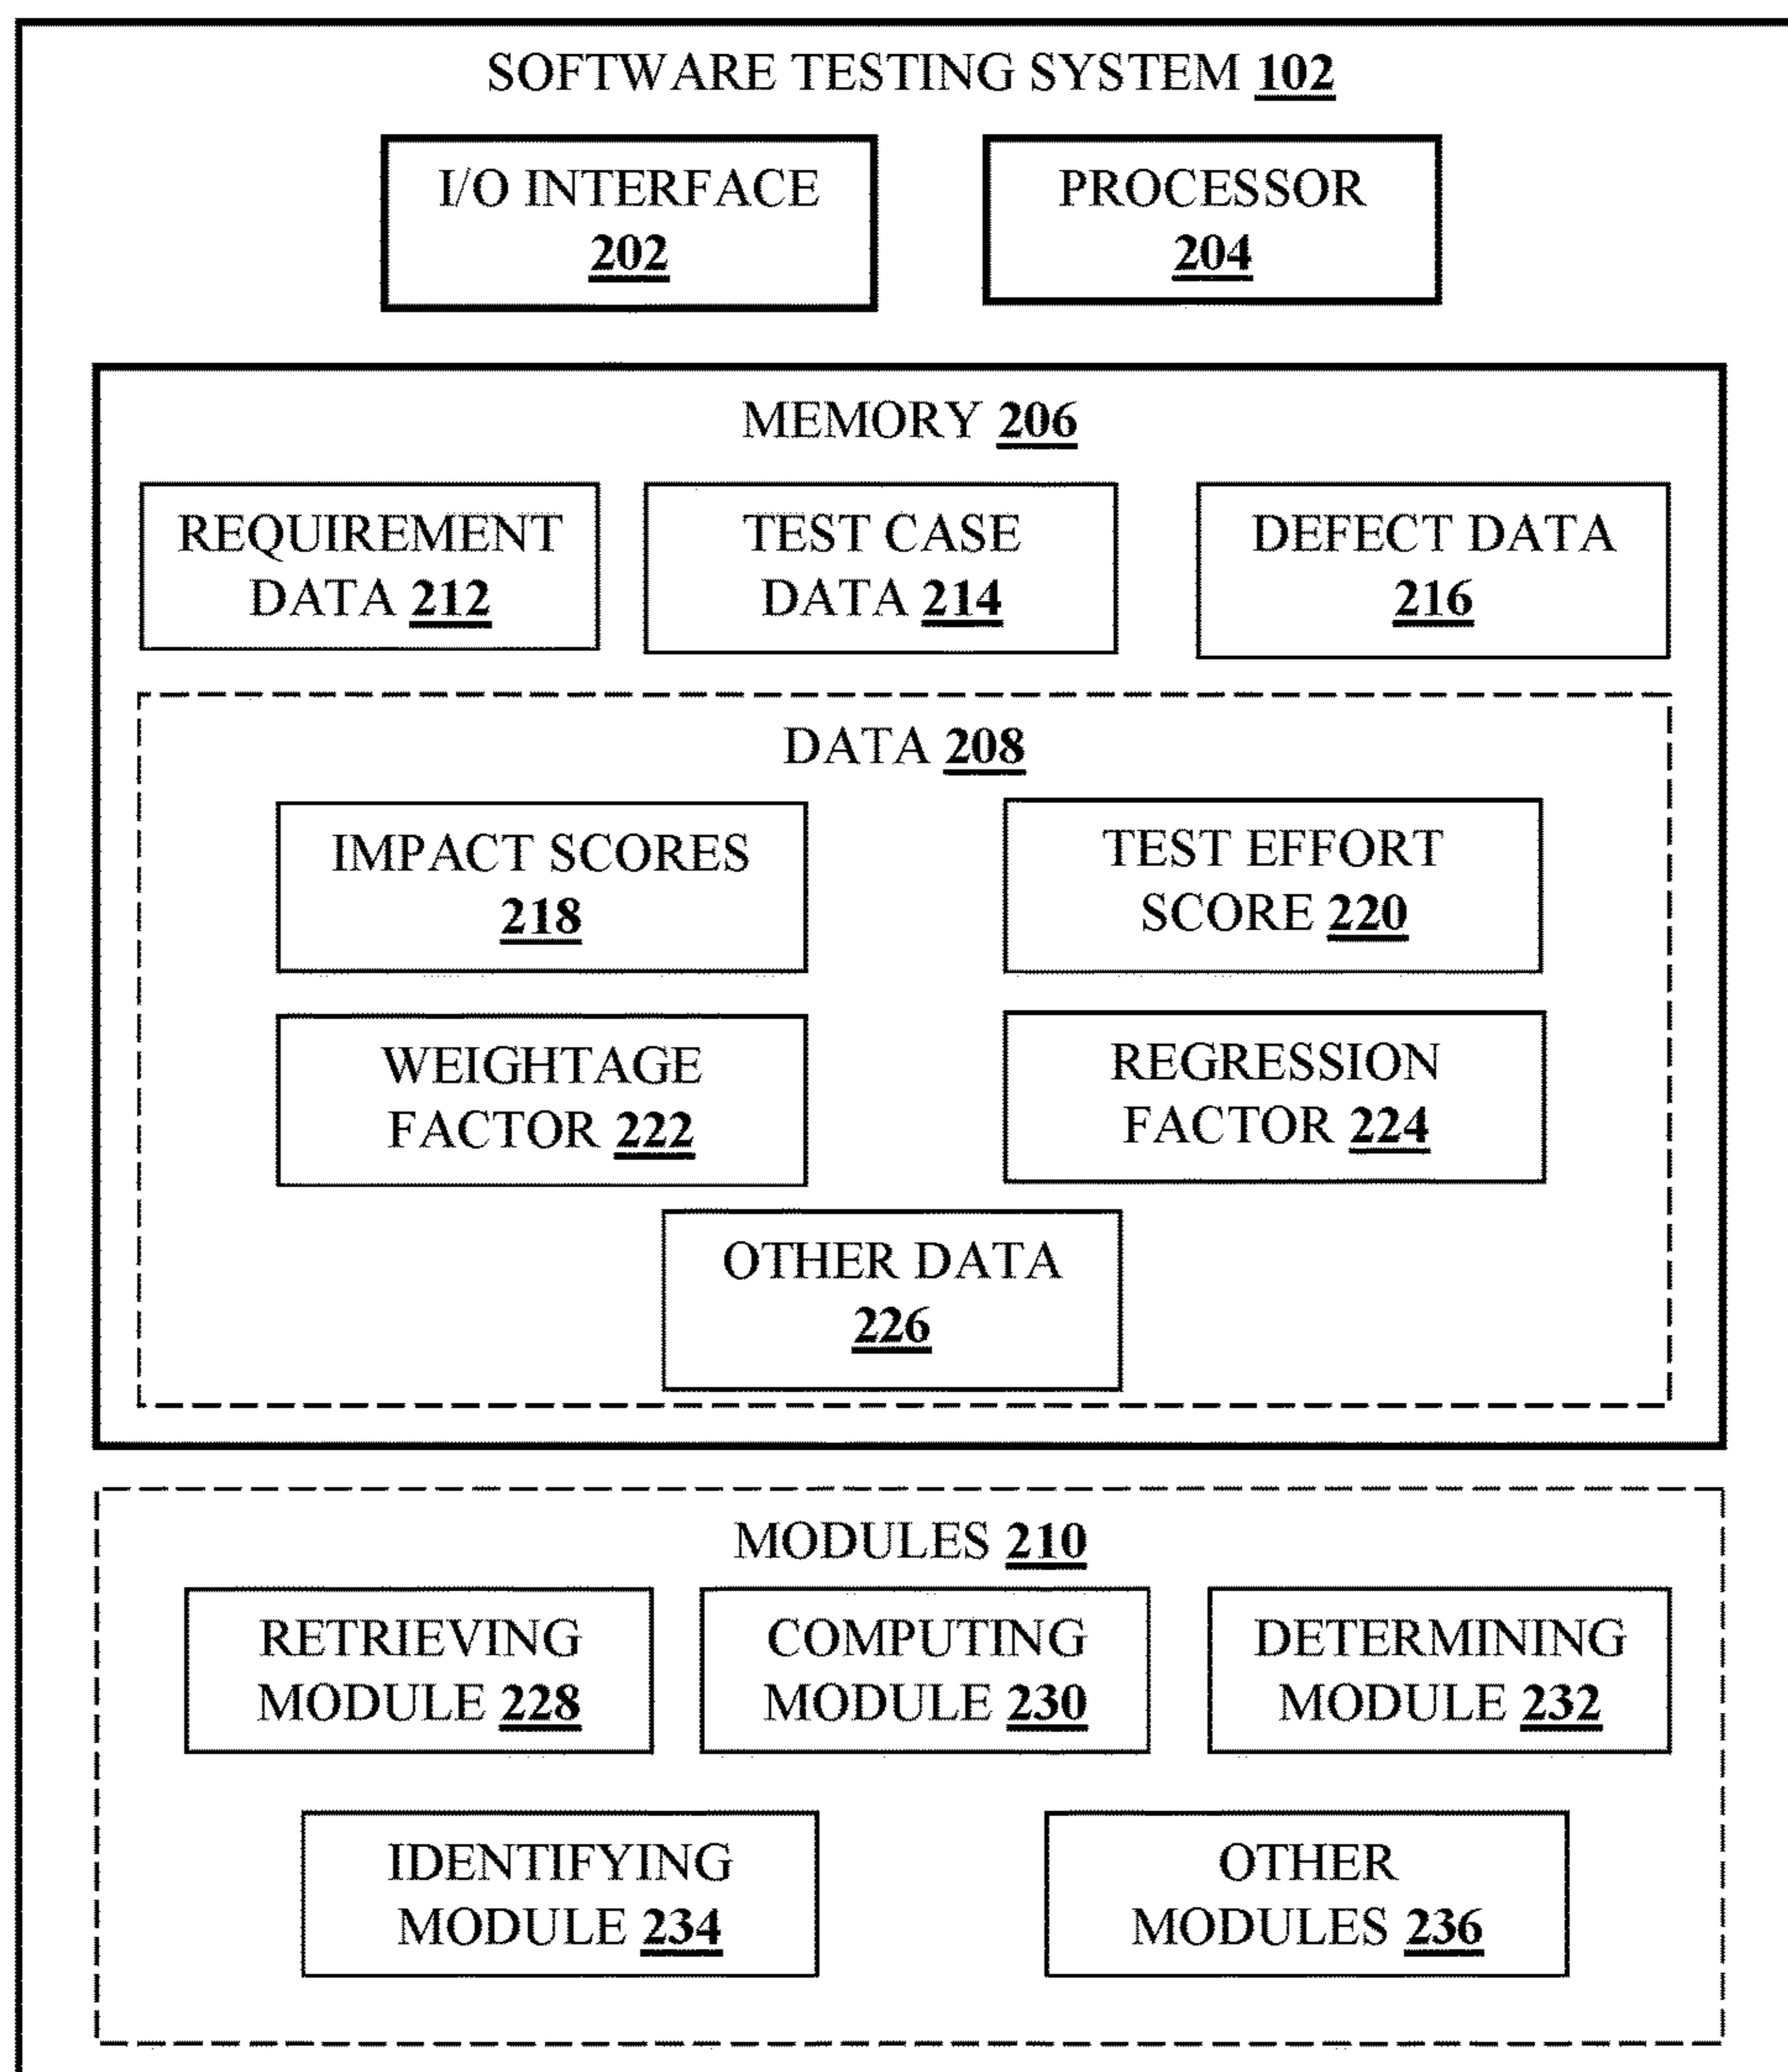 SOFTWARE TESTING SYSTEM 102
I/O INTERFACE
202
PROCESSOR
204
MEMORY 206
REQUIREMENT
DATA 212
TEST CASE
DATA 214
DEFECT DATA
216
DATA 208
IMPACT SCORES
218
TEST EFFORT
SCORE 220
WEIGHTAGE
FACTOR 222
REGRESSION
FACTOR 224
OTHER DATA
226
MODULES 210
RETRIEVING
MODULE 228
COMPUTING
MODULE 230
DETERMINING
MODULE 232
IDENTIFYING
MODULE 234
OTHER
MODULES 236